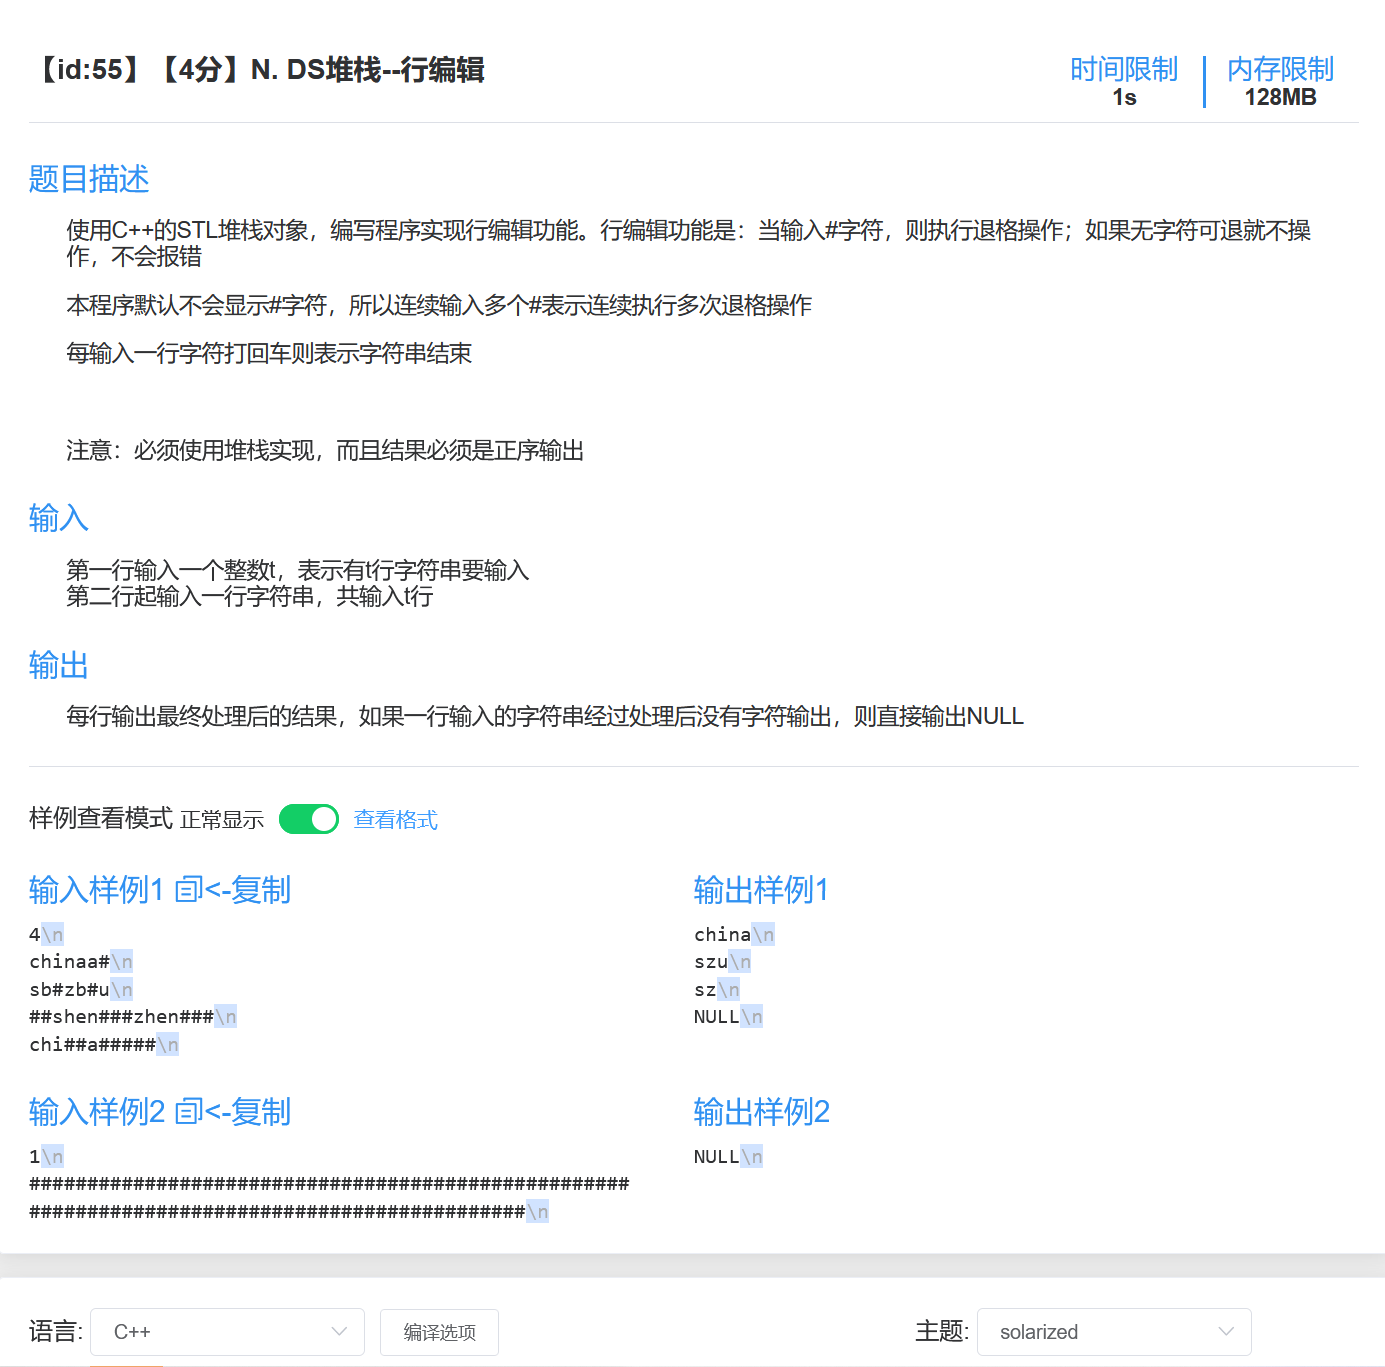 【id:55】【4分】N. DS堆栈--行编辑
时间限制
1s
内存限制
128MB
题目描述
使用C++的STL堆栈对象，编写程序实现行编辑功能。行编辑功能是：当输入#字符，则执行退格操作；如果无字符可退就不操
作，不会报错
本程序默认不会显示#字符，所以连续输入多个#表示连续执行多次退格操作
每输入一行字符打回车则表示字符串结束
注意：必须使用堆栈实现，而且结果必须是正序输出
输入
第一行输入一个整数t，表示有t行字符串要输入
第二行起输入一行字符串，共输入t行
输出
每行输出最终处理后的结果，如果一行输入的字符串经过处理后没有字符输出，则直接输出NULL
样例查看模式 正常显示 查看格式
输入样例1 <-复制
4\n
chinaa#\n
sb#zb#u\n
##shen###zhen###\n
chi##a#####\n
输出样例1
china\n
szu\n
sz\n
NULL\n
输入样例2 <-复制
1\n
####################################################
###########################################\n
输出样例2
NULL\n
语言: C++ 编译选项 主题: solarized